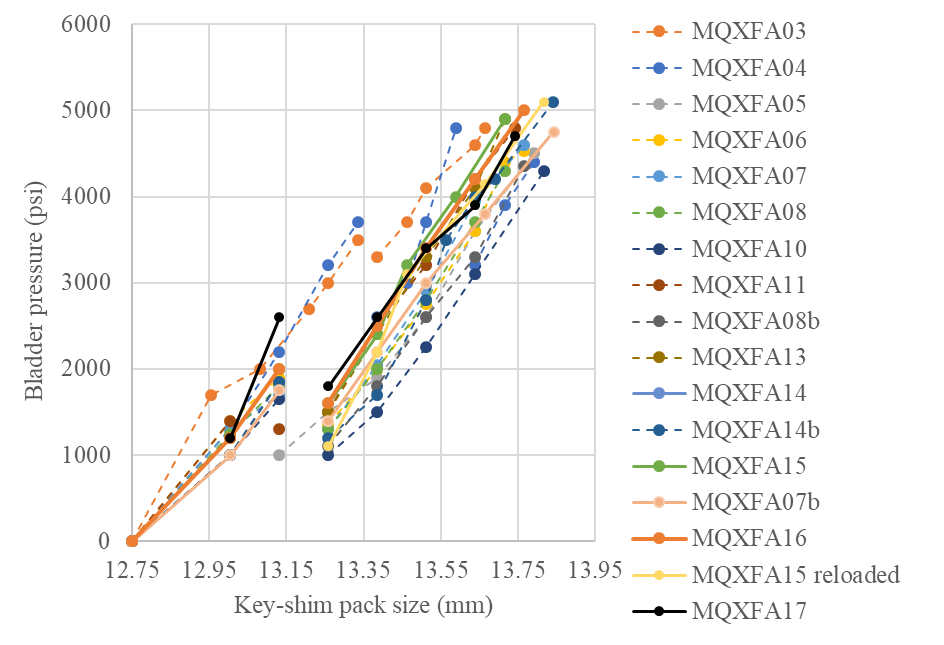 6000
5000
4000
3000
2000
1000
0
Bladder pressure (psi)
12.75 12.95 13.15 13.35 13.55 13.75 13.95
Key-shim pack size (mm)
MQXFA03
MQXFA04
MQXFA05
MQXFA06
MQXFA07
MQXFA08
MQXFA10
MQXFA11
MQXFA08b
MQXFA13
MQXFA14
MQXFA14b
MQXFA15
MQXFA07b
MQXFA16
MQXFA15 reloaded
MQXFA17